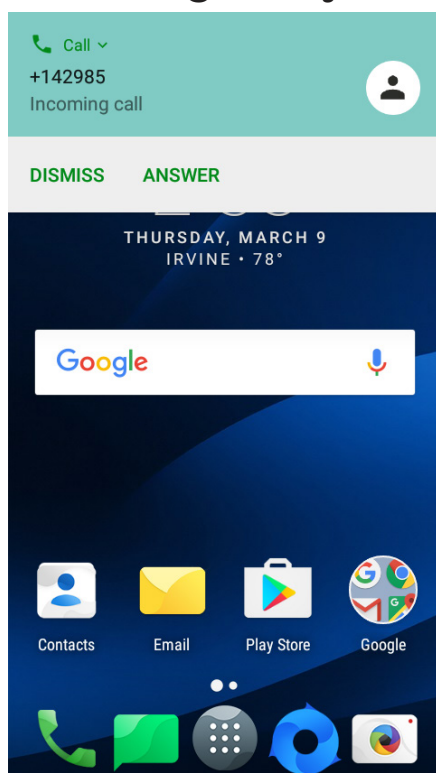 Call
+142985
Incoming call
DISMISS ANSWER
THURSDAY, MARCH 9
IRVINE • 78°
Google
Contacts Email Play Store Google